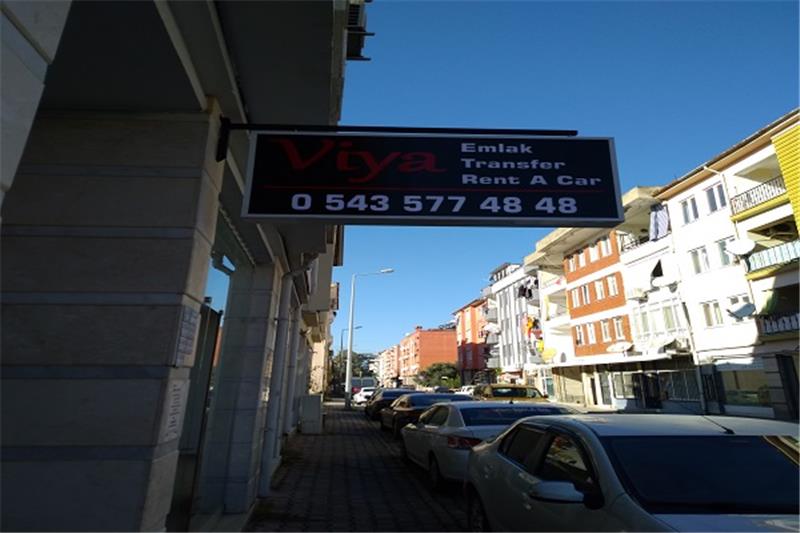 Viya
Emlak
Transfer
Rent A Car
0 543 577 48 48